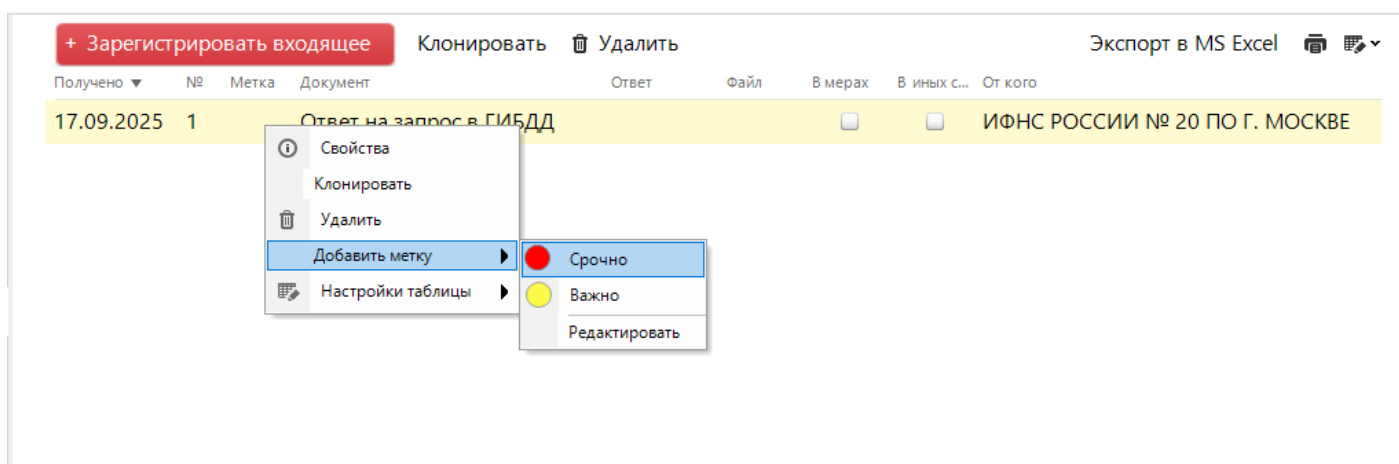 + Зарегистрировать входящее Клонировать Удалить Экспорт в MS Excel
Получено ▼ № Метка Документ Ответ Файл В мерах В иных с... От кого
17.09.2025 1 Ответ на запрос в ГИБДД ИФНС РОССИИ № 20 ПО Г. МОСКВЕ
Свойства
Клонировать
Удалить
Добавить метку
Настройки таблицы
Срочно
Важно
Редактировать